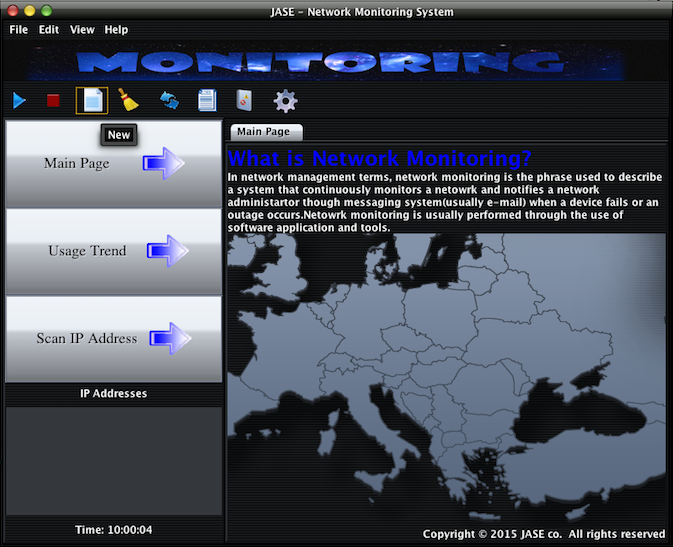 JASE - Network Monitoring System
File Edit View Help
MONITORING
New
Main Page
Usage Trend
Scan IP Address
IP Addresses
Time: 10:00:04
Main Page
What is Network Monitoring?
In network management terms, network monitoring is the phrase used to describe
a system that continuously monitors a netowrk and notifies a network
administartor though messaging system(usually e-mail) when a device fails or an
outage occurs.Netowrk monitoring is usually performed through the use of
software application and tools.
Copyright © 2015 JASE co. All rights reserved